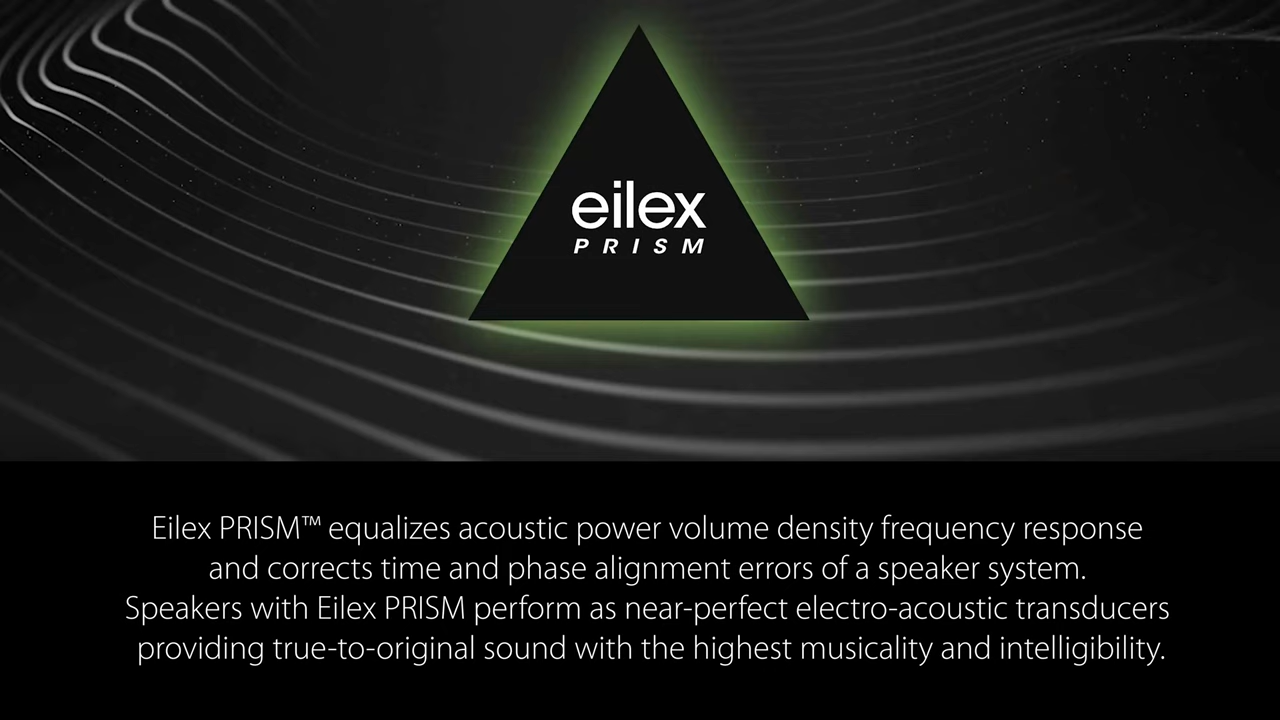 eilex
PRISM
Eilex PRISM™ equalizes acoustic power volume density frequency response
and corrects time and phase alignment errors of a speaker system.
Speakers with Eilex PRISM perform as near-perfect electro-acoustic transducers
providing true-to-original sound with the highest musicality and intelligibility.